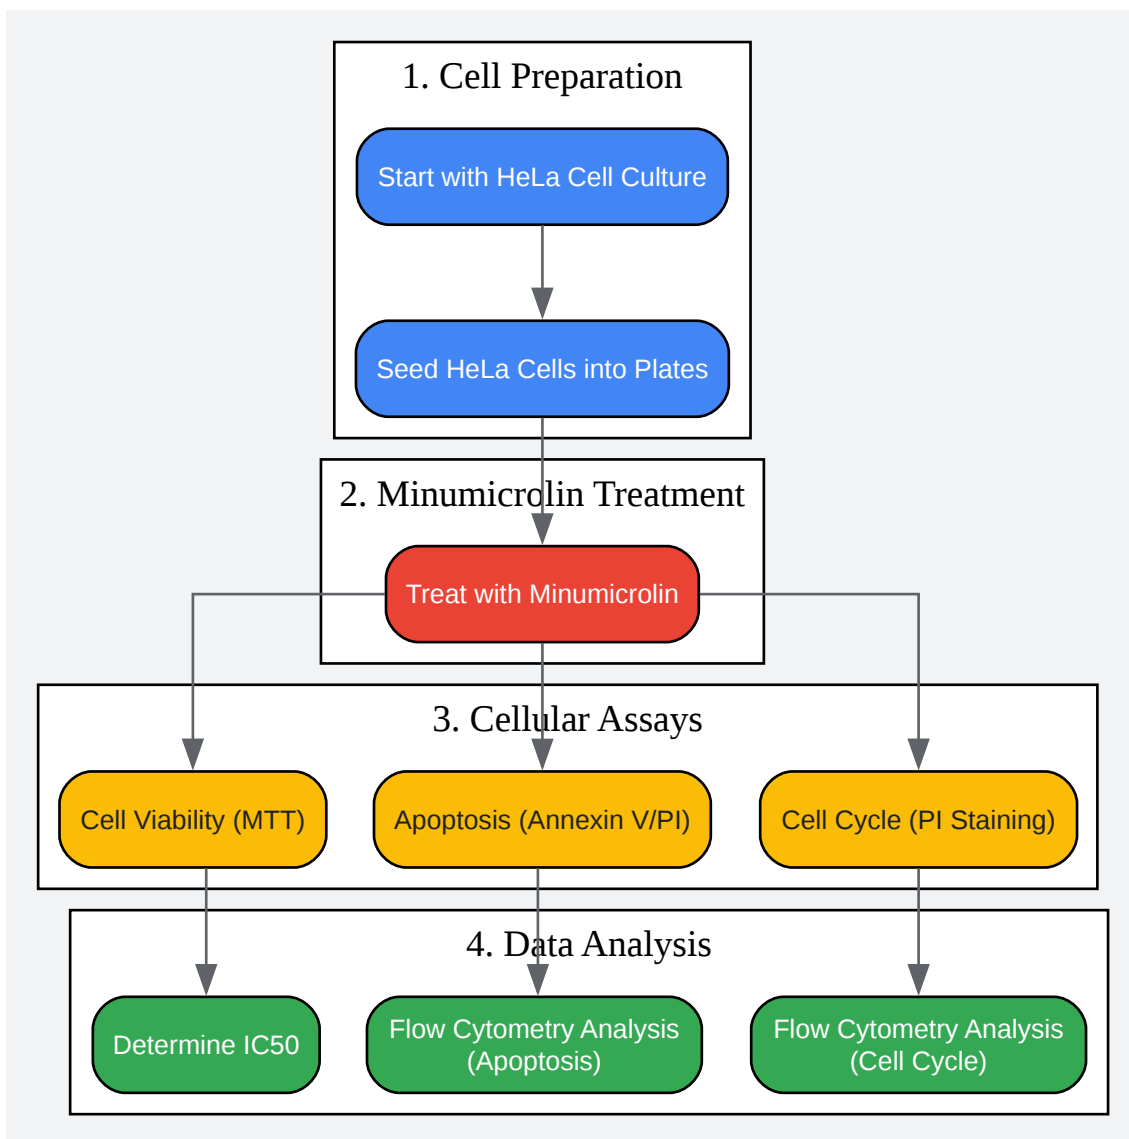 1. Cell Preparation
Start with HeLa Cell Culture
Seed HeLa Cells into Plates
2. Minumicrolin Treatment
Treat with Minumicrolin
3. Cellular Assays
Cell Viability (MTT)
Apoptosis (Annexin V/PI)
Cell Cycle (PI Staining)
4. Data Analysis
Determine IC50
Flow Cytometry Analysis
(Apoptosis)
Flow Cytometry Analysis
(Cell Cycle)